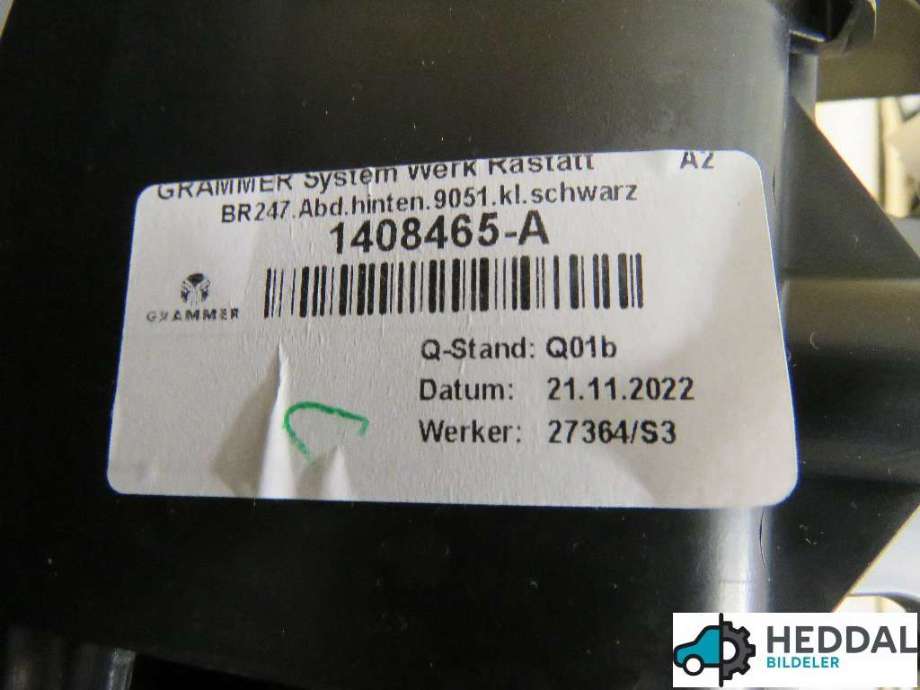 GRAMMER System Werk Rastatt A2
BR247.Abd.hinten.9051.kl.schwarz
1408465-A
GRAMMER
Q-Stand: Q01b
Datum: 21.11.2022
Werker: 27364/S3
HEDDAL
BILDELER